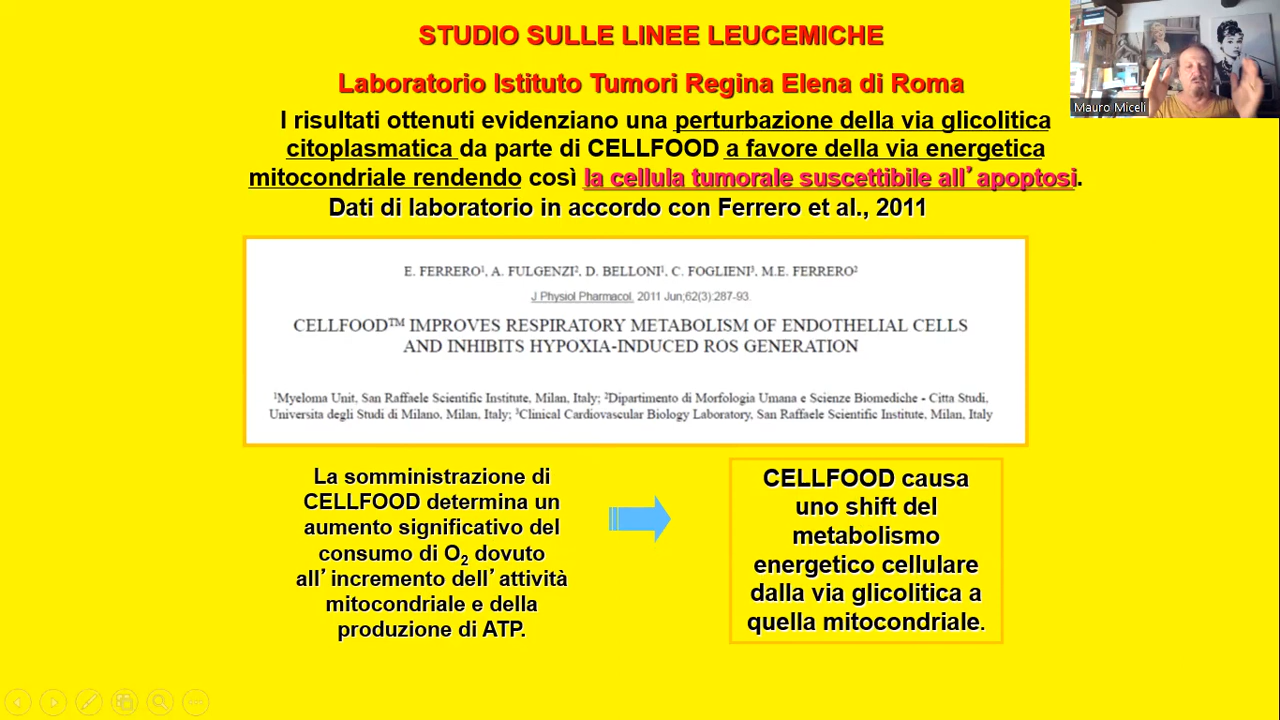 STUDIO SULLE LINEE LEUCEMICHE
Laboratorio Istituto Tumori Regina Elena di Roma
I risultati ottenuti evidenziano una perturbazione della via glicolitica
citoplasmatica da parte di CELLFOOD a favore della via energetica
mitocondriale rendendo così la cellula tumorale suscettibile all’apoptosi.
Dati di laboratorio in accordo con Ferrero et al., 2011
Mauro Miceli
E. FERRERO¹, A. FULGENZI², D. BELLONI¹, C. FOGLIENI³, M.E. FERRERO²
J Physiol Pharmacol. 2011 Jun;62(3):287-93.
CELLFOOD™ IMPROVES RESPIRATORY METABOLISM OF ENDOTHELIAL CELLS
AND INHIBITS HYPOXIA-INDUCED ROS GENERATION
¹Myeloma Unit, San Raffaele Scientific Institute, Milan, Italy; ²Dipartimento di Morfologia Umana e Scienze Biomediche - Citta Studi,
Universita degli Studi di Milano, Milan, Italy; ³Clinical Cardiovascular Biology Laboratory, San Raffaele Scientific Institute, Milan, Italy
La somministrazione di
CELLFOOD determina un
aumento significativo del
consumo di O₂ dovuto
all’incremento dell’attività
mitocondriale e della
produzione di ATP.
CELLFOOD causa
uno shift del
metabolismo
energetico cellulare
dalla via glicolitica a
quella mitocondriale.